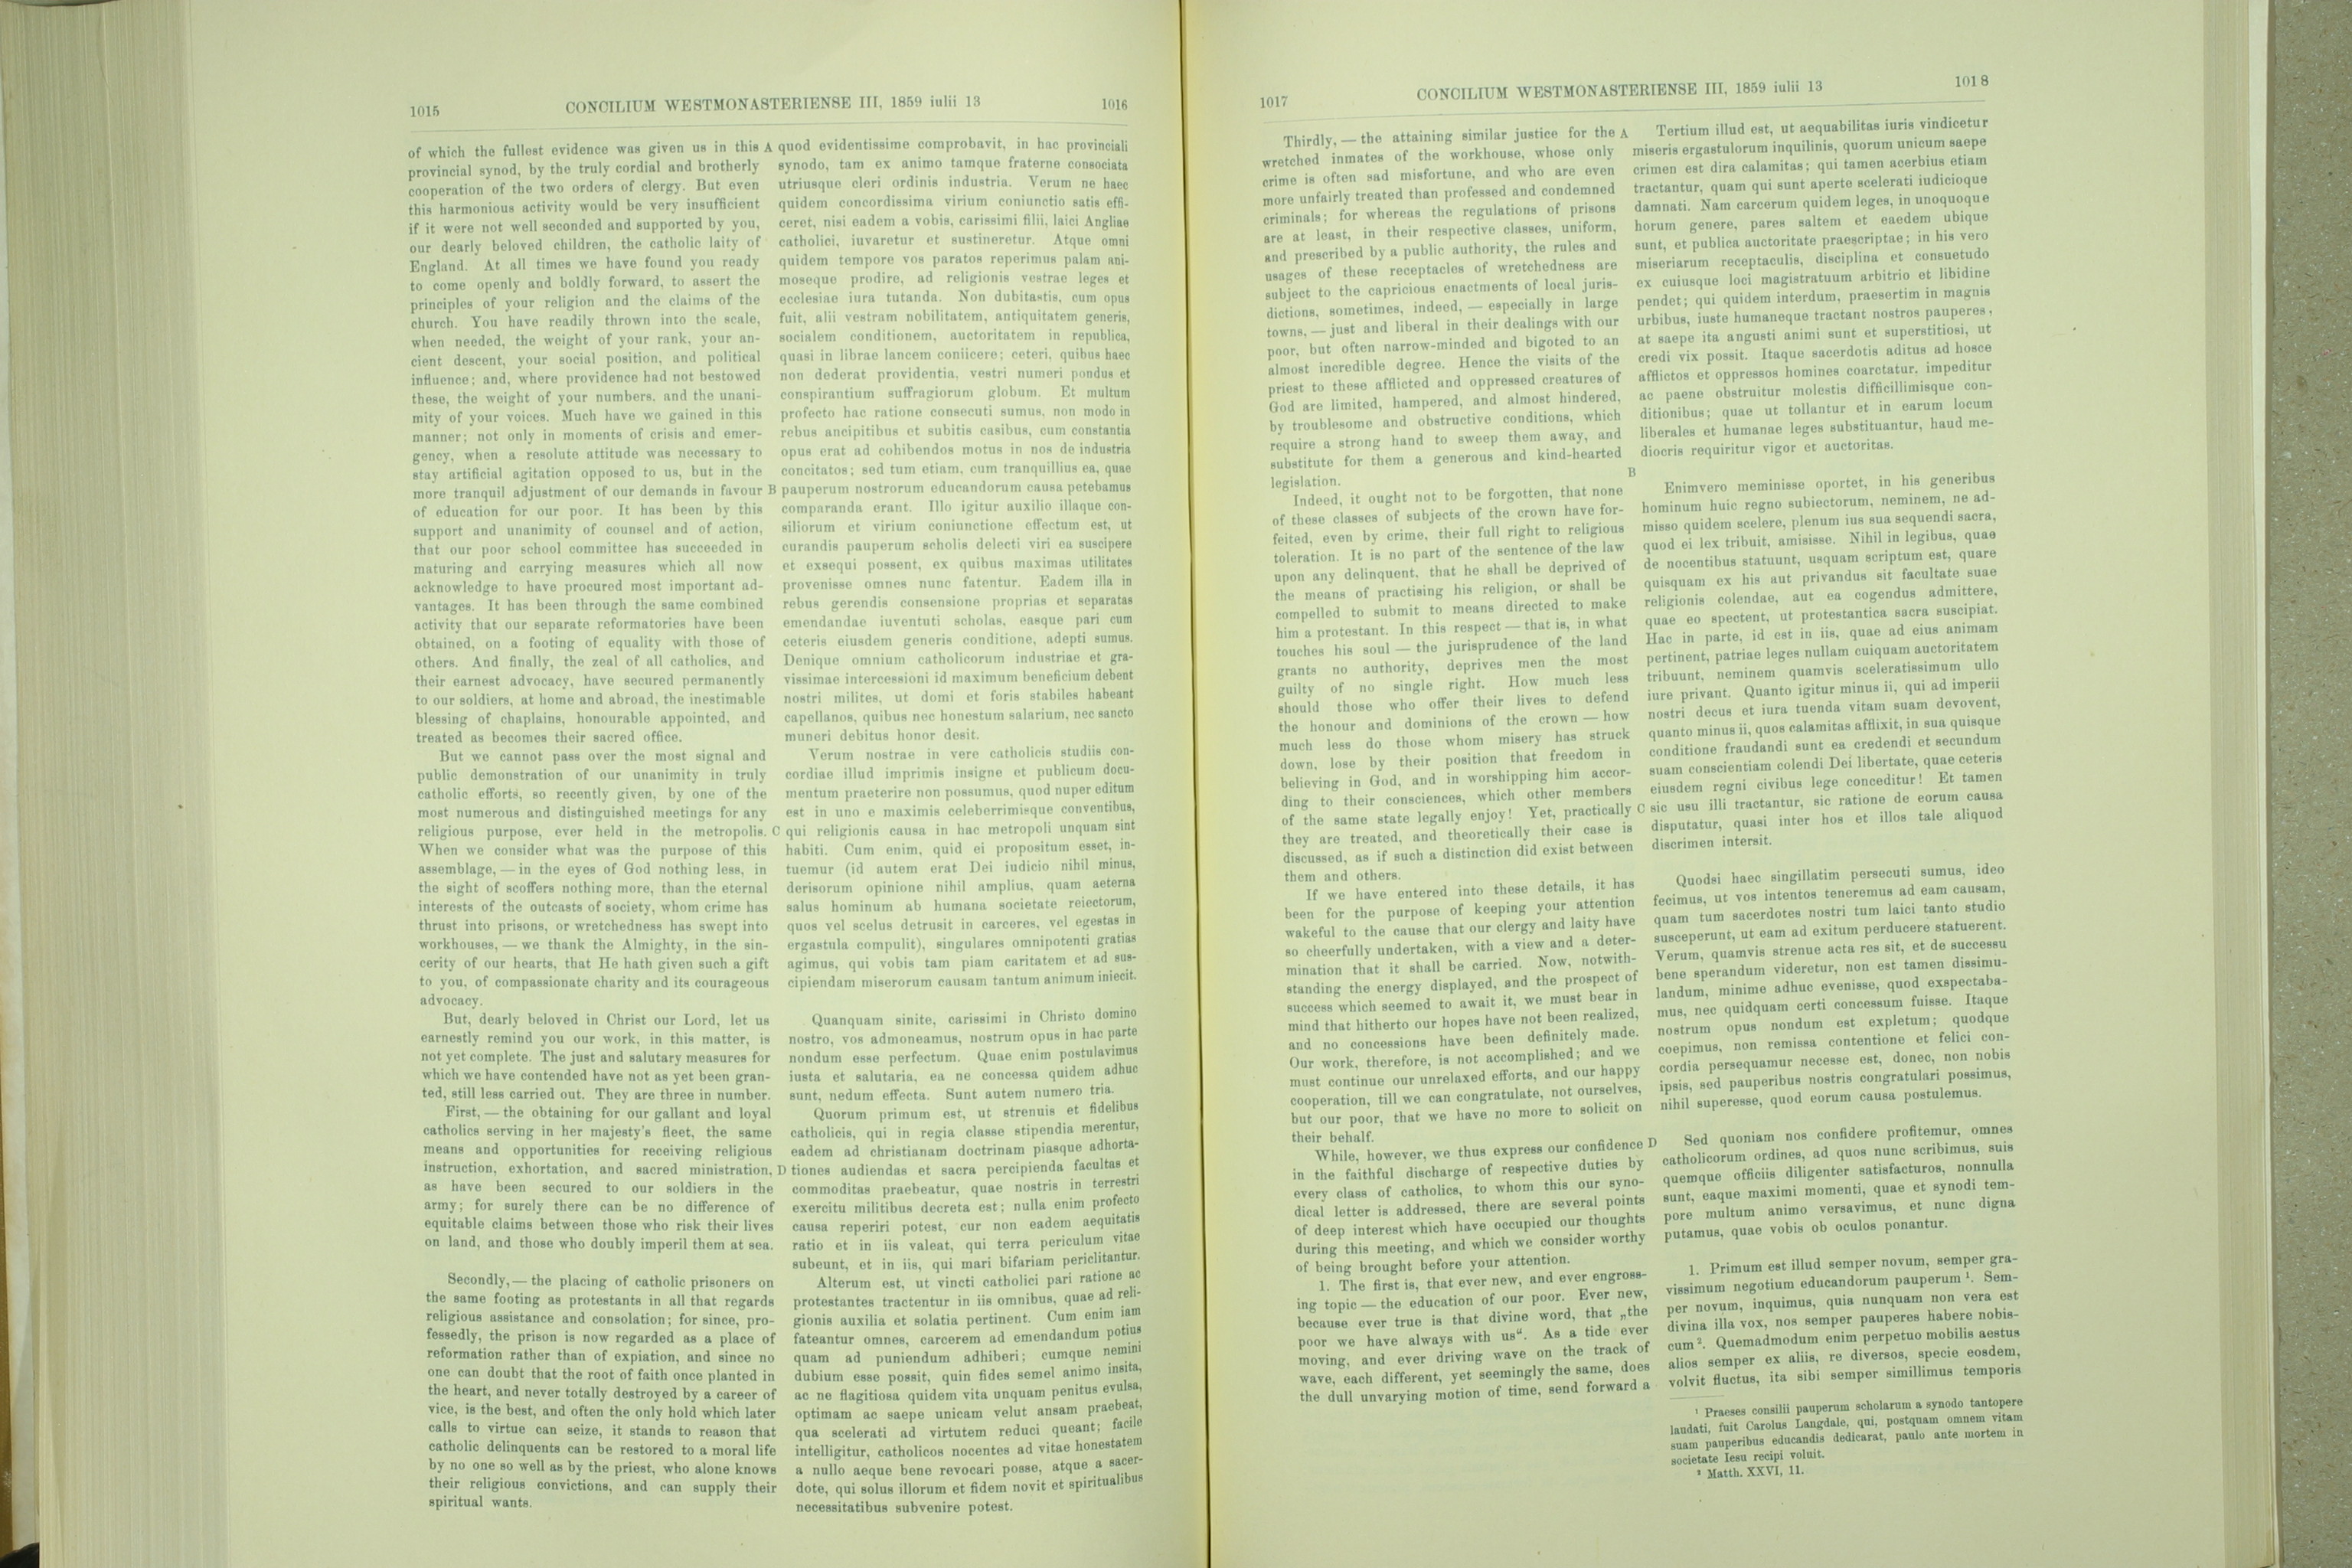 1015
CONCILIUM WESTMONASTERIENSE III, 1859 iulii 13
1016
of which the fullest evidence was given us in this
provincial synod, by the truly cordial and brotherly
cooperation of the two orders of clergy. But even
this harmonious activity would be very insufficient
if it were not well seconded and supported by you,
our dearly beloved children, the catholic laity of
England. At all times we have found you ready
to come openly and boldly forward, to assert the
principles of your religion and the claims of the
church. You have readily thrown into the scale,
when needed, the weight of your rank, your an-
cient descent, your social position, and political
influence; and, where providence had not bestowed
these, the weight of your numbers, and the unani-
mity of your voices. Much have we gained in this
manner; not only in moments of crisis and emer-
gency, when a resolute attitude was necessary to
stay artificial agitation opposed to us, but in the
more tranquil adjustment of our demands in favour
of education for our poor. It has been by this
support and unanimity of counsel and of action,
that our poor school committee has succeeded in
maturing and carrying measures which all now
acknowledge to have procured most important ad-
vantages. It has been through the same combined
activity that our separate reformatories have been
obtained, on a footing of equality with those of
others. And finally, the zeal of all catholics, and
their earnest advocacy, have secured permanently
to our soldiers, at home and abroad, the inestimable
blessing of chaplains, honourable appointed, and
treated as becomes their sacred office.
But we cannot pass over the most signal and
public demonstration of our unanimity in truly
catholic efforts, so recently given, by one of the
most numerous and distinguished meetings for any
religious purpose, ever held in the metropolis.
When we consider what was the purpose of this
assemblage, — in the eyes of God nothing less, in
the sight of scoffers nothing more, than the eternal
interests of the outcasts of society, whom crime has
thrust into prisons, or wretchedness has swept into
workhouses, — we thank the Almighty, in the sin-
cerity of our hearts, that He hath given such a gift
to you, of compassionate charity and its courageous
advocacy.
But, dearly beloved in Christ our Lord, let us
earnestly remind you our work, in this matter, is
not yet complete. The just and salutary measures for
which we have contended have not as yet been gran-
ted, still less carried out. They are three in number.
First, — the obtaining for our gallant and loyal
catholics serving in her majesty's fleet, the same
means and opportunities for receiving religious
instruction, exhortation, and sacred ministration,
as have been secured to our soldiers in the
army; for surely there can be no difference of
equitable claims between those who risk their lives
on land, and those who doubly imperil them at sea.
Secondly, — the placing of catholic prisoners on
the same footing as protestants in all that regards
religious assistance and consolation; for since, pro-
fessedly, the prison is now regarded as a place of
reformation rather than of expiation, and since no
one can doubt that the root of faith once planted in
the heart, and never totally destroyed by a career of
vice, is the best, and often the only hold which later
calls to virtue can seize, it stands to reason that
catholic delinquents can be restored to a moral life
by no one so well as by the priest, who alone knows
their religious convictions, and can supply their
spiritual wants.
A
B
C
D
quod evidentissime comprobavit, in hac provinciali
synodo, tam ex animo tamque fraterne consociata
utriusque cleri ordinis industria. Verum ne haec
quidem concordissima virium coniunctio satis effi-
ceret, nisi eadem a vobis, carissimi filii, laici Angliae
catholici, iuvaretur et sustineretur. Atque omni
quidem tempore vos paratos reperimus palam ani-
moseque prodire, ad religionis vestrae leges et
ecclesiae iura tutanda. Non dubitastis, cum opus
fuit, alii vestram nobilitatem, antiquitatem generis,
socialem conditionem, auctoritatem in republica,
quasi in librae lancem coniicere; ceteri, quibus haec
non dederat providentia, vestri numeri pondus et
conspirantium suffragiorum globum. Et multum
profecto hac ratione consecuti sumus, non modo in
rebus ancipitibus et subitis casibus, cum constantia
opus erat ad cohibendos motus in nos de industria
concitatos; sed tum etiam, cum tranquillius ea, quae
pauperum nostrorum educandorum causa petebamus
comparanda erant. Illo igitur auxilio illaque con-
siliorum et virium coniunctione effectum est, ut
curandis pauperum scholis delecti viri ea suscipere
et exsequi possent, ex quibus maximas utilitates
provenisse omnes nunc fatentur. Eadem illa in
rebus gerendis consensione proprias et separatas
emendandae iuventuti scholas, easque pari cum
ceteris eiusdem generis conditione, adepti sumus.
Denique omnium catholicorum industriae et gra-
vissimae intercessioni id maximum beneficium debent
nostri milites, ut domi et foris stabiles habeant
capellanos, quibus nec honestum salarium, nec sancto
muneri debitus honor desit.
Verum nostrae in vere catholicis studiis con-
cordiae illud imprimis insigne et publicum docu-
mentum praeterire non possumus, quod nuper editum
est in uno e maximis celeberrimisque conventibus,
qui religionis causa in hac metropoli unquam sint
habiti. Cum enim, quid ei propositum esset, in-
tuemur (id autem erat Dei iudicio nihil minus,
derisorum opinione nihil amplius, quam aeterna
salus hominum ab humana societate reiectorum,
quos vel scelus detrusit in carceres, vel egestas in
ergastula compulit), singulares omnipotenti gratias
agimus, qui vobis tam piam caritatem et ad sus-
cipiendam miserorum causam tantum animum iniecit.
Quanquam sinite, carissimi in Christo domino
nostro, vos admoneamus, nostrum opus in hac parte
nondum esse perfectum. Quae enim postulavimus
iusta et salutaria, ea ne concessa quidem adhuc
sunt, nedum effecta. Sunt autem numero tria.
Quorum primum est, ut strenuis et fidelibus
catholicis, qui in regia classe stipendia merentur,
eadem ad christianam doctrinam piasque adhorta-
tiones audiendas et sacra percipienda facultas et
commoditas praebeatur, quae nostris in terrestri
exercitu militibus decreta est; nulla enim profecto
causa reperiri potest, cur non eadem aequitatis
ratio et in iis valeat, qui terra periculum vitae
subeunt, et in iis, qui mari bifariam periclitantur.
Alterum est, ut vincti catholici pari ratione ac
protestantes tractentur in iis omnibus, quae ad reli-
gionis auxilia et solatia pertinent. Cum enim iam
fateantur omnes, carcerem ad emendandum potius
quam ad puniendum adhiberi; cumque nemini
dubium esse possit, quin fides semel animo insita,
ac ne flagitiosa quidem vita unquam penitus evulsa,
optimam ac saepe unicam velut ansam praebeat,
qua scelerati ad virtutem reduci queant; facile
intelligitur, catholicos nocentes ad vitae honestatem
a nullo aeque bene revocari posse, atque a sacer-
dote, qui solus illorum et fidem novit et spiritualibus
necessitatibus subvenire potest.
1017
CONCILIUM WESTMONASTERIENSE III, 1859 iulii 13
1018
Thirdly, — the attaining similar justice for the
wretched inmates of the workhouse, whose only
crime is often sad misfortune, and who are even
more unfairly treated than professed and condemned
criminals; for whereas the regulations of prisons
are at least, in their respective classes, uniform,
and prescribed by a public authority, the rules and
usages of these receptacles of wretchedness are
subject to the capricious enactments of local juris-
dictions, sometimes, indeed, — especially in large
towns, — just and liberal in their dealings with our
poor, but often narrow-minded and bigoted to an
almost incredible degree. Hence the visits of the
priest to these afflicted and oppressed creatures of
God are limited, hampered, and almost hindered,
by troublesome and obstructive conditions, which
require a strong hand to sweep them away, and
substitute for them a generous and kind-hearted
legislation.
Indeed, it ought not to be forgotten, that none
of these classes of subjects of the crown have for-
feited, even by crime, their full right to religious
toleration. It is no part of the sentence of the law
upon any delinquent, that he shall be deprived of
the means of practising his religion, or shall be
compelled to submit to means directed to make
him a protestant. In this respect — that is, in what
touches his soul — the jurisprudence of the land
grants no authority, deprives men the most
guilty of no single right. How much less
should those who offer their lives to defend
the honour and dominions of the crown — how
much less do those whom misery has struck
down, lose by their position that freedom in
believing in God, and in worshipping him accor-
ding to their consciences, which other members
of the same state legally enjoy! Yet, practically
they are treated, and theoretically their case is
discussed, as if such a distinction did exist between
them and others.
If we have entered into these details, it has
been for the purpose of keeping your attention
wakeful to the cause that our clergy and laity have
so cheerfully undertaken, with a view and a deter-
mination that it shall be carried. Now, notwith-
standing the energy displayed, and the prospect of
success which seemed to await it, we must bear in
mind that hitherto our hopes have not been realized,
and no concessions have been definitely made.
Our work, therefore, is not accomplished; and we
must continue our unrelaxed efforts, and our happy
cooperation, till we can congratulate, not ourselves,
but our poor, that we have no more to solicit on
their behalf.
While, however, we thus express our confidence
in the faithful discharge of respective duties by
every class of catholics, to whom this our syno-
dical letter is addressed, there are several points
of deep interest which have occupied our thoughts
during this meeting, and which we consider worthy
of being brought before your attention.
1. The first is, that ever new, and ever engross-
ing topic — the education of our poor. Ever new,
because ever true is that divine word, that „the
poor we have always with us“. As a tide ever
moving, and ever driving wave on the track of
wave, each different, yet seemingly the same, does
the dull unvarying motion of time, send forward a
A
B
C
D
Tertium illud est, ut aequabilitas iuris vindicetur
miseris ergastulorum inquilinis, quorum unicum saepe
crimen est dira calamitas; qui tamen acerbius etiam
tractantur, quam qui sunt aperte scelerati iudicioque
damnati. Nam carcerum quidem leges, in unoquoque
horum genere, pares saltem et eaedem ubique
sunt, et publica auctoritate praescriptae; in his vero
miseriarum receptaculis, disciplina et consuetudo
ex cuiusque loci magistratuum arbitrio et libidine
pendet; qui quidem interdum, praesertim in magnis
urbibus, iuste humaneque tractant nostros pauperes,
at saepe ita angusti animi sunt et superstitiosi, ut
credi vix possit. Itaque sacerdotis aditus ad hosce
afflictos et oppressos homines coarctatur, impeditur
ac paene obstruitur molestis difficillimisque con-
ditionibus; quae ut tollantur et in earum locum
liberales et humanae leges substituantur, haud me-
diocris requiritur vigor et auctoritas.
Enimvero meminisse oportet, in his generibus
hominum huic regno subiectorum, neminem, ne ad-
misso quidem scelere, plenum ius sua sequendi sacra,
quod ei lex tribuit, amisisse. Nihil in legibus, quae
de nocentibus statuunt, usquam scriptum est, quare
quisquam ex his aut privandus sit facultate suae
religionis colendae, aut ea cogendus admittere,
quae eo spectent, ut protestantica sacra suscipiat.
Hac in parte, id est in iis, quae ad eius animam
pertinent, patriae leges nullam cuiquam auctoritatem
tribuunt, neminem quamvis sceleratissimum ullo
iure privant. Quanto igitur minus ii, qui ad imperii
nostri decus et iura tuenda vitam suam devovent,
quanto minus ii, quos calamitas afflixit, in sua quisque
conditione fraudandi sunt ea credendi et secundum
suam conscientiam colendi Dei libertate, quae ceteris
eiusdem regni civibus lege conceditur! Et tamen
sic usu illi tractantur, sic ratione de eorum causa
disputatur, quasi inter hos et illos tale aliquod
discrimen intersit.
Quodsi haec singillatim persecuti sumus, ideo
fecimus, ut vos intentos teneremus ad eam causam,
quam tum sacerdotes nostri tum laici tanto studio
susceperunt, ut eam ad exitum perducere statuerent.
Verum, quamvis strenue acta res sit, et de successu
bene sperandum videretur, non est tamen dissimu-
landum, minime adhuc evenisse, quod exspectaba-
mus, nec quidquam certi concessum fuisse. Itaque
nostrum opus nondum est expletum; quodque
coepimus, non remissa contentione et felici con-
cordia persequamur necesse est, donec, non nobis
ipsis, sed pauperibus nostris congratulari possimus,
nihil superesse, quod eorum causa postulemus.
Sed quoniam nos confidere profitemur, omnes
catholicorum ordines, ad quos nunc scribimus, suis
quemque officiis diligenter satisfacturos, nonnulla
sunt, eaque maximi momenti, quae et synodi tem-
pore multum animo versavimus, et nunc digna
putamus, quae vobis ob oculos ponantur.
1. Primum est illud semper novum, semper gra-
vissimum negotium educandorum pauperum ¹. Sem-
per novum, inquimus, quia nunquam non vera est
divina illa vox, nos semper pauperes habere nobis-
cum ². Quemadmodum enim perpetuo mobilis aestus
alios semper ex aliis, re diversos, specie eosdem,
volvit fluctus, ita sibi semper simillimus temporis
¹ Praeses consilii pauperum scholarum a synodo tantopere
laudati, fuit Carolus Langdale, qui, postquam omnem vitam
suam pauperibus educandis dedicarat, paulo ante mortem in
societate Iesu recipi voluit.
² Matth. XXVI, 11.